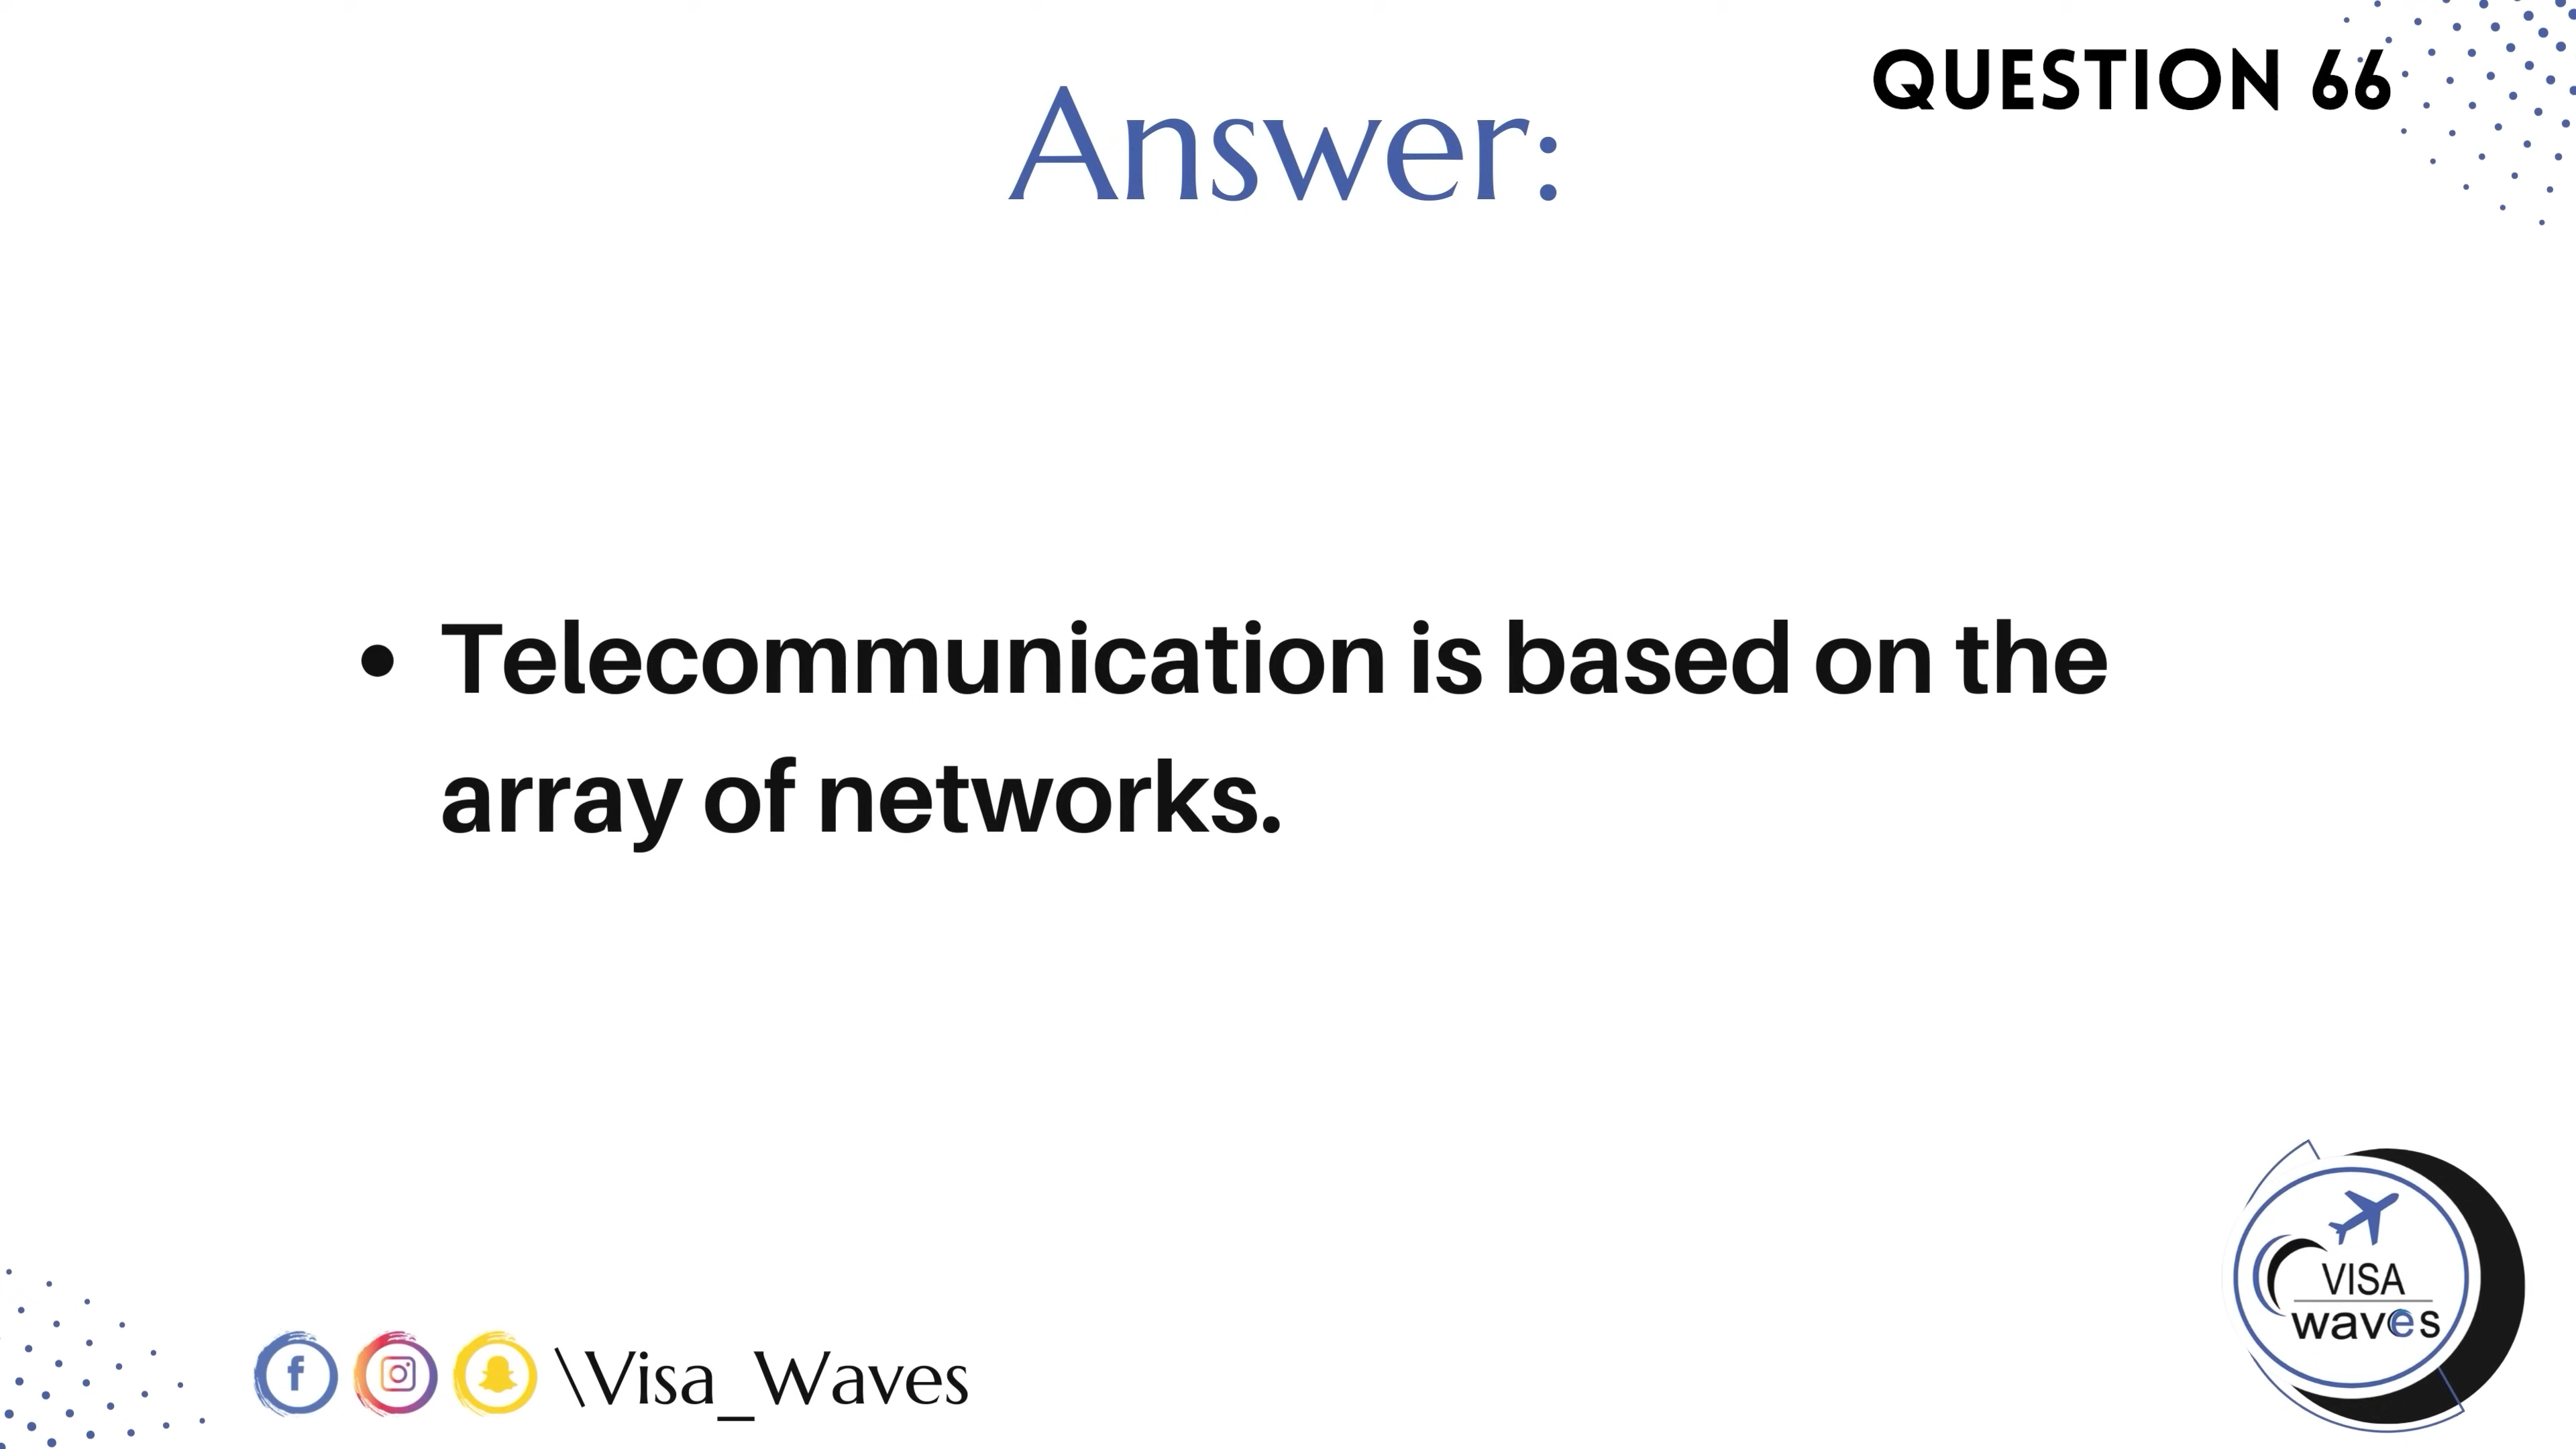 QUESTION 66
Answer:
• Telecommunication is based on the
array of networks.
\Visa_Waves
VISA
waves